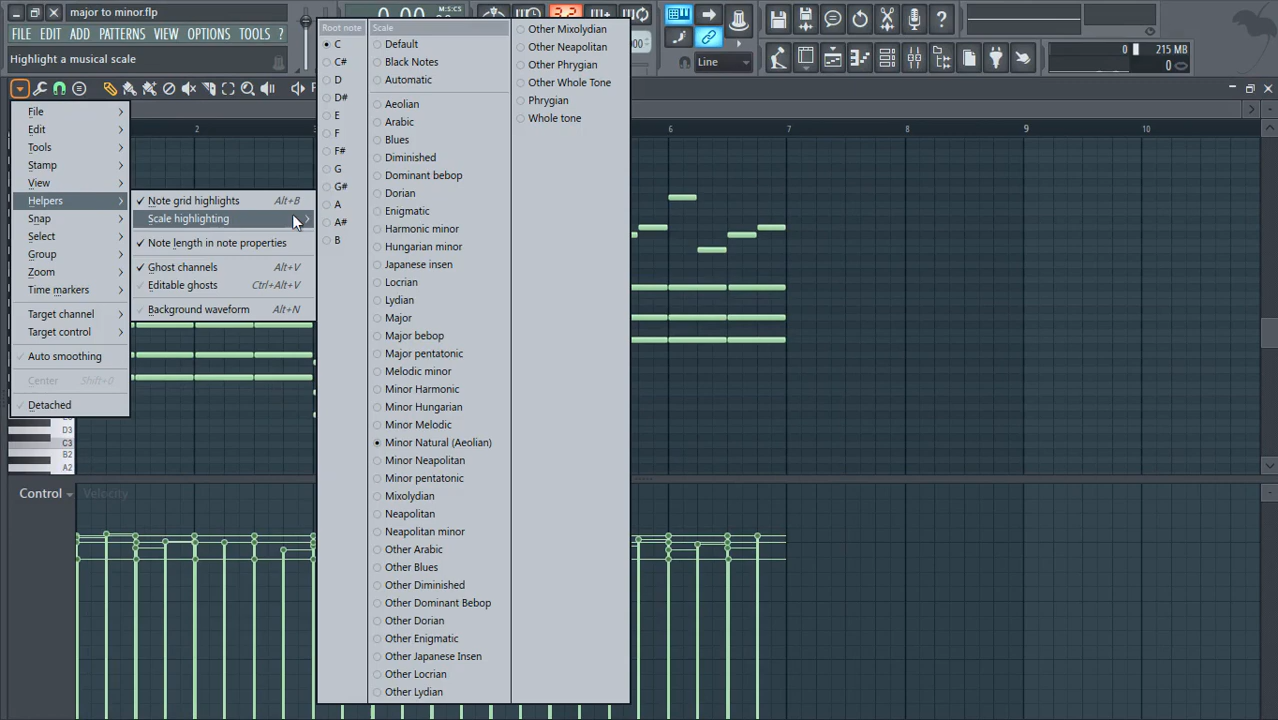 major to minor.flp
FILE EDIT ADD PATTERNS VIEW OPTIONS TOOLS ?
Highlight a musical scale
Line
0
215 MB
0
2
6
7
8
9
10
File
Edit
Tools
Stamp
View
Helpers
Snap
Select
Group
Zoom
Time markers
Target channel
Target control
Auto smoothing
Center Shift+0
Detached
Note grid highlights Alt+B
Scale highlighting
Note length in note properties
Ghost channels Alt+V
Editable ghosts Ctrl+Alt+V
Background waveform Alt+N
Root note
C
C#
D
D#
E
F
F#
G
G#
A
A#
B
Scale
Default
Black Notes
Automatic
Aeolian
Arabic
Blues
Diminished
Dominant bebop
Dorian
Enigmatic
Harmonic minor
Hungarian minor
Japanese insen
Locrian
Lydian
Major
Major bebop
Major pentatonic
Melodic minor
Minor Harmonic
Minor Hungarian
Minor Melodic
Minor Natural (Aeolian)
Minor Neapolitan
Minor pentatonic
Mixolydian
Neapolitan
Neapolitan minor
Other Arabic
Other Blues
Other Diminished
Other Dominant Bebop
Other Dorian
Other Enigmatic
Other Japanese Insen
Other Locrian
Other Lydian
Other Mixolydian
Other Neapolitan
Other Phrygian
Other Whole Tone
Phrygian
Whole tone
D3
C3
B2
A2
Control
Velocity